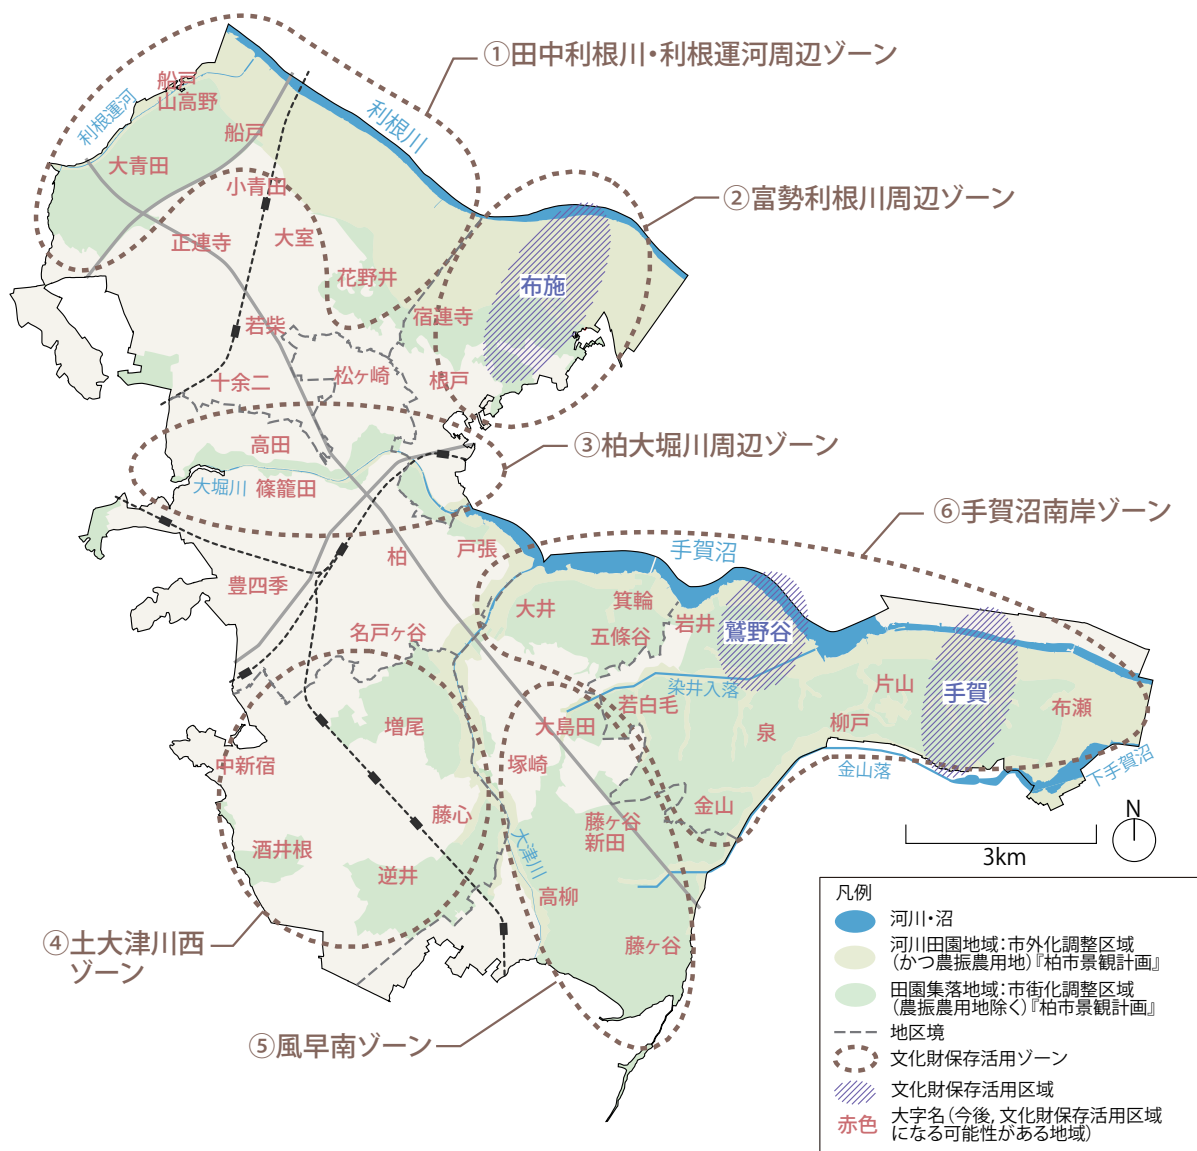 ①田中利根川・利根運河周辺ゾーン
船戸
山高野
利根運河
船戸
利根川
大青田
小青田
②富勢利根川周辺ゾーン
正連寺
大室
花野井
布施
宿連寺
若柴
十余二
松ヶ崎
根戸
高田
③柏大堀川周辺ゾーン
大堀川
篠籠田
⑥手賀沼南岸ゾーン
柏
戸張
手賀沼
豊四季
大井
箕輪
名戸ヶ谷
五條谷
岩井
鷲野谷
染井入落
片山
手賀
若白毛
布瀬
増尾
大島田
泉
柳戸
中新宿
塚崎
金山落
下手賀沼
藤心
藤ヶ谷
新田
金山
N
酒井根
大津川
3km
逆井
高柳
④土大津川西
ゾーン
藤ヶ谷
⑤風早南ゾーン
凡例
河川・沼
河川田園地域：市外化調整区域
（かつ農振農用地）『柏市景観計画』
田園集落地域：市街化調整区域
（農振農用地除く）『柏市景観計画』
地区境
文化財保存活用ゾーン
文化財保存活用区域
赤色 大字名（今後，文化財保存活用区域
になる可能性がある地域）